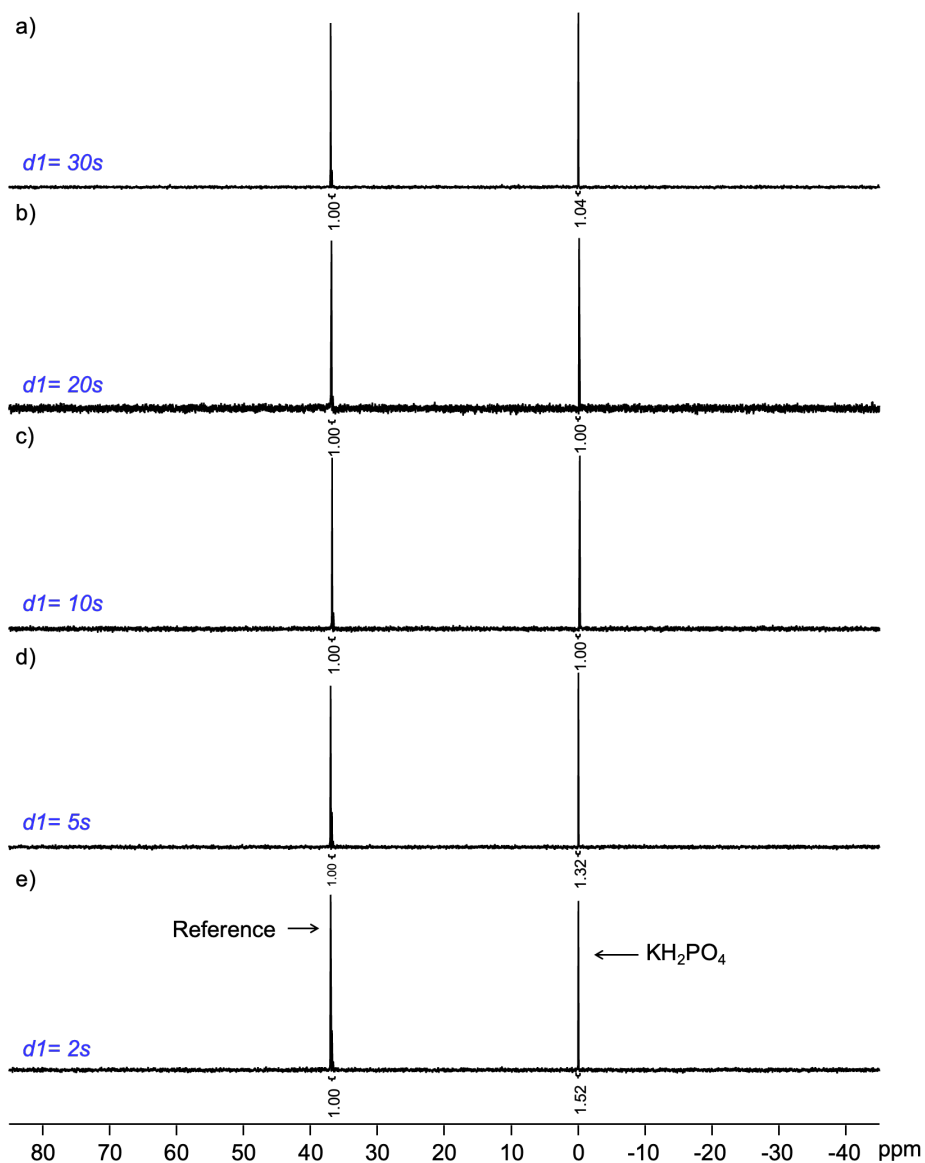 a)
d1= 30s
1.00 1.04
b)
d1= 20s
1.00 1.00
c)
d1= 10s
1.00 1.00
d)
d1= 5s
1.00 1.32
e)
Reference
KH₂PO₄
d1= 2s
1.00 1.52
80 70 60 50 40 30 20 10 0 -10 -20 -30 -40 ppm